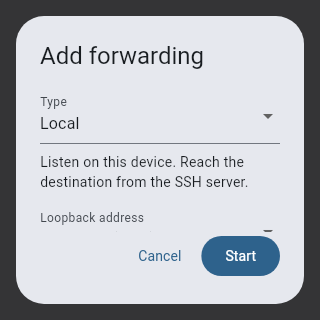 Add forwarding
Type
Local
Listen on this device. Reach the
destination from the SSH server.
Loopback address
Cancel
Start